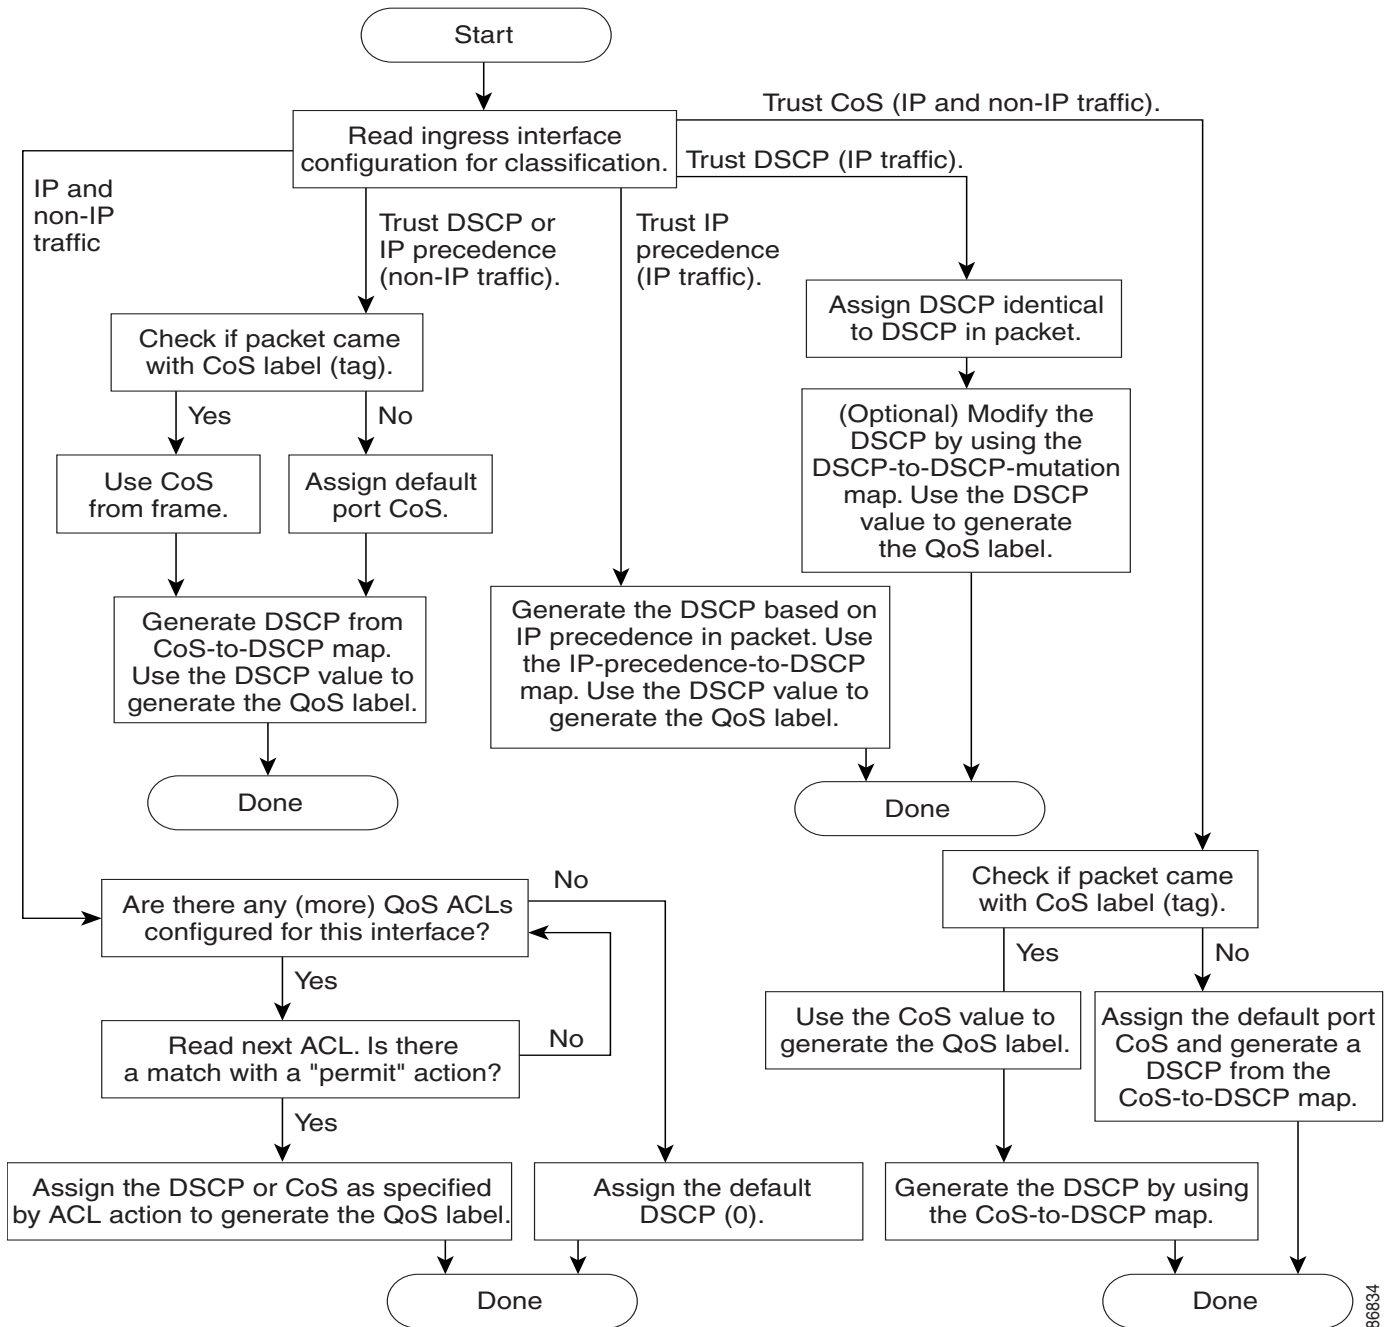 Start
Trust CoS (IP and non-IP traffic).
Read ingress interface
configuration for classification.
Trust DSCP (IP traffic).
IP and
non-IP
traffic
Trust DSCP or
IP precedence
(non-IP traffic).
Trust IP
precedence
(IP traffic).
Assign DSCP identical
to DSCP in packet.
Check if packet came
with CoS label (tag).
Yes
No
(Optional) Modify the
DSCP by using the
DSCP-to-DSCP-mutation
map. Use the DSCP
value to generate
the QoS label.
Use CoS
from frame.
Assign default
port CoS.
Generate DSCP from
CoS-to-DSCP map.
Use the DSCP value to
generate the QoS label.
Generate the DSCP based on
IP precedence in packet. Use
the IP-precedence-to-DSCP
map. Use the DSCP value to
generate the QoS label.
Done
Done
Check if packet came
with CoS label (tag).
Are there any (more) QoS ACLs
configured for this interface?
No
Yes
Yes
No
Read next ACL. Is there
a match with a "permit" action?
No
Use the CoS value to
generate the QoS label.
Assign the default port
CoS and generate a
DSCP from the
CoS-to-DSCP map.
Yes
Assign the DSCP or CoS as specified
by ACL action to generate the QoS label.
Assign the default
DSCP (0).
Generate the DSCP by using
the CoS-to-DSCP map.
Done
Done
86834